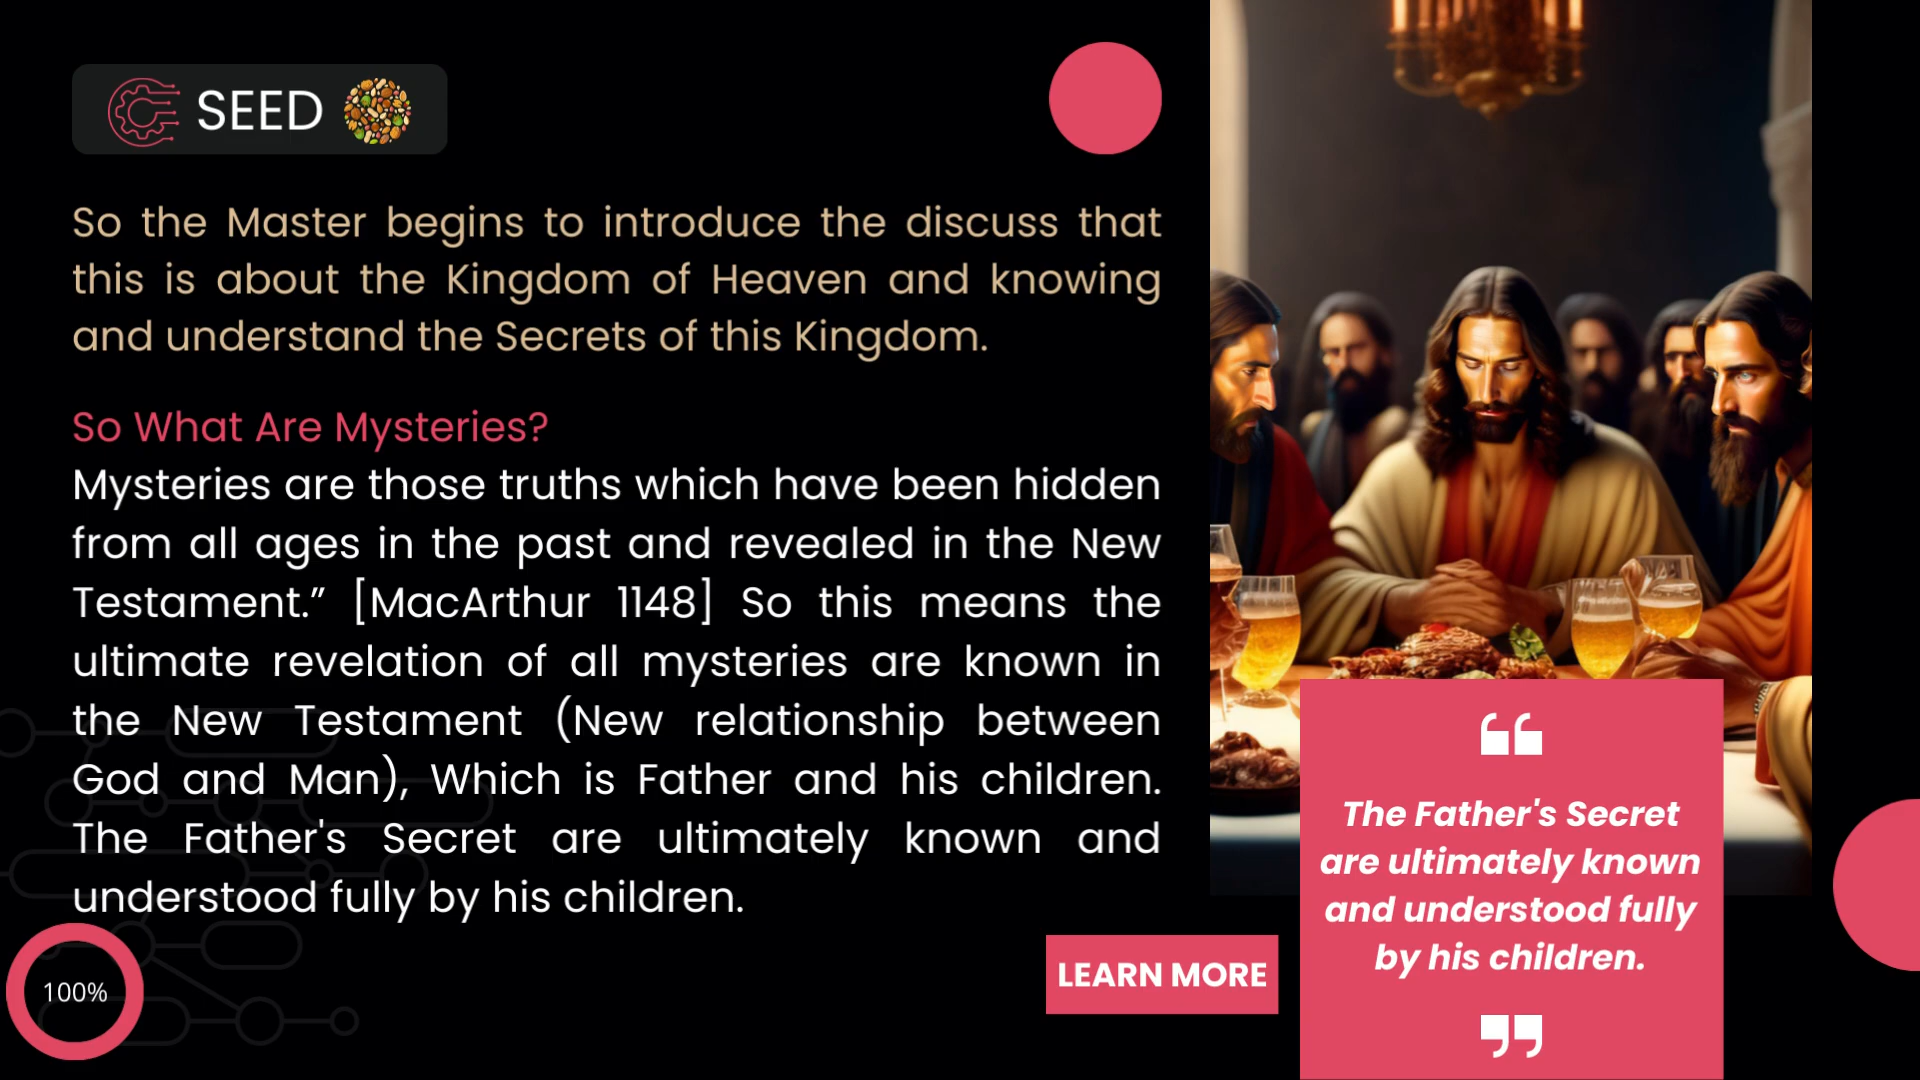 SEED
So the Master begins to introduce the discuss that
this is about the Kingdom of Heaven and knowing
and understand the Secrets of this Kingdom.
So What Are Mysteries?
Mysteries are those truths which have been hidden
from all ages in the past and revealed in the New
Testament.” [MacArthur 1148] So this means the
ultimate revelation of all mysteries are known in
the New Testament (New relationship between
God and Man), Which is Father and his children.
The Father's Secret are ultimately known and
understood fully by his children.
100%
LEARN MORE
“
The Father's Secret
are ultimately known
and understood fully
by his children.
”